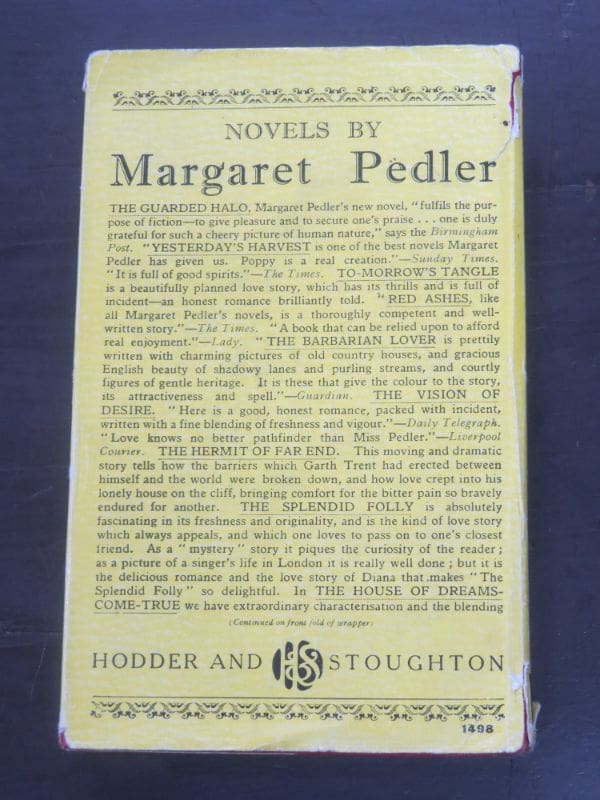 NOVELS BY
Margaret Pedler
THE GUARDED HALO, Margaret Pedler's new novel, "fulfils the pur-
pose of fiction—to give pleasure and to secure one's praise . . . one is duly
grateful for such a cheery picture of human nature," says the Birmingham
Post. "YESTERDAY'S HARVEST is one of the best novels Margaret
Pedler has given us. Poppy is a real creation."—Sunday Times.
"It is full of good spirits."—The Times. TO-MORROW'S TANGLE
is a beautifully planned love story, which has its thrills and is full of
incident—an honest romance brilliantly told. "RED ASHES, like
all Margaret Pedler's novels, is a thoroughly competent and well-
written story."—The Times. "A book that can be relied upon to afford
real enjoyment."—Lady. "THE BARBARIAN LOVER is prettily
written with charming pictures of old country houses, and gracious
English beauty of shadowy lanes and purling streams, and courtly
figures of gentle heritage. It is these that give the colour to the story,
its attractiveness and spell."—Guardian. THE VISION OF
DESIRE. "Here is a good, honest romance, packed with incident,
written with a fine blending of freshness and vigour."—Daily Telegraph.
"Love knows no better pathfinder than Miss Pedler."—Liverpool
Courier. THE HERMIT OF FAR END. This moving and dramatic
story tells how the barriers which Garth Trent had erected between
himself and the world were broken down, and how love crept into his
lonely house on the cliff, bringing comfort for the bitter pain so bravely
endured for another. THE SPLENDID FOLLY is absolutely
fascinating in its freshness and originality, and is the kind of love story
which always appeals, and which one loves to pass on to one's closest
friend. As a "mystery" story it piques the curiosity of the reader;
as a picture of a singer's life in London it is really well done; but it is
the delicious romance and the love story of Diana that makes "The
Splendid Folly" so delightful. In THE HOUSE OF DREAMS-
COME-TRUE we have extraordinary characterisation and the blending
(Continued on front fold of wrapper)
HODDER AND HS STOUGHTON
1498